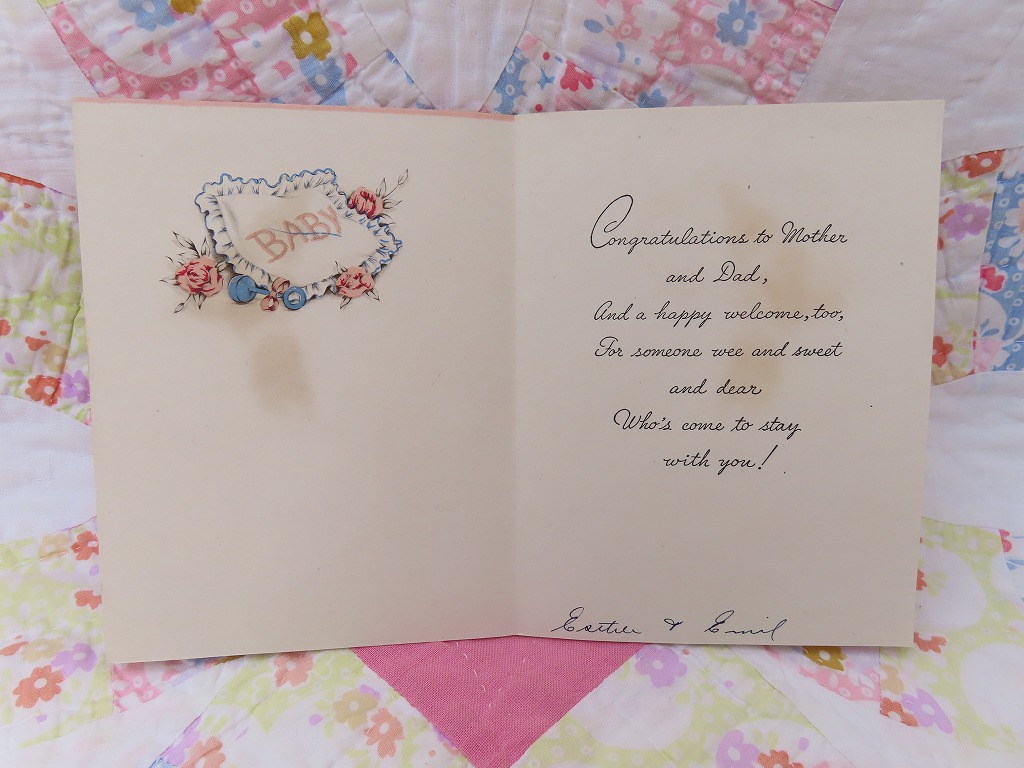 BABY
Congratulations to Mother
and Dad,
And a happy welcome, too,
For someone wee and sweet
and dear
Who's come to stay
with you!
& Emil